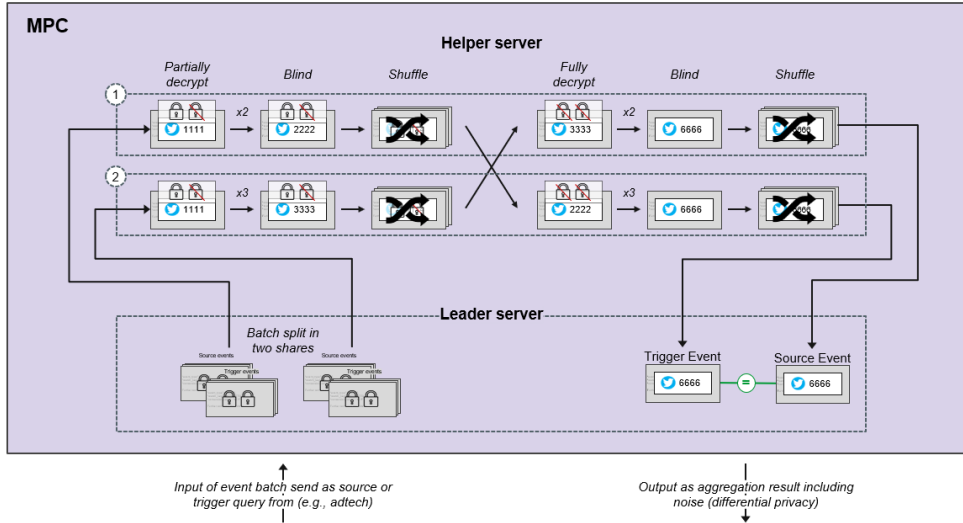 MPC
Helper server
Partially
decrypt
Blind
Shuffle
Fully
decrypt
Blind
Shuffle
1
1111
x2
2222
3333
x2
6666
2
1111
x3
3333
2222
x3
6666
Leader server
Batch split in
two shares
Source events
Trigger events
Source events
Trigger events
Trigger Event
6666
=
Source Event
6666
Input of event batch send as source or
trigger query from (e.g., adtech)
Output as aggregation result including
noise (differential privacy)